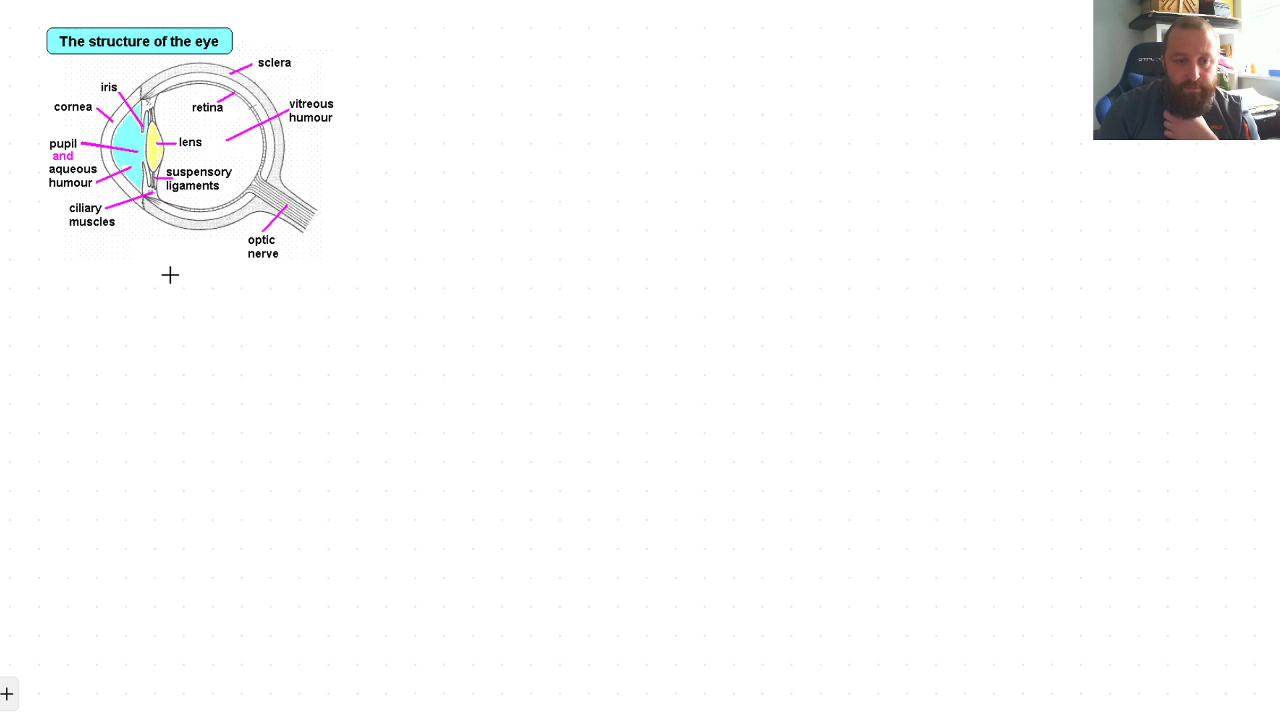 The structure of the eye
sclera
iris
cornea
retina
vitreous
humour
pupil
and
aqueous
humour
lens
suspensory
ligaments
ciliary
muscles
optic
nerve